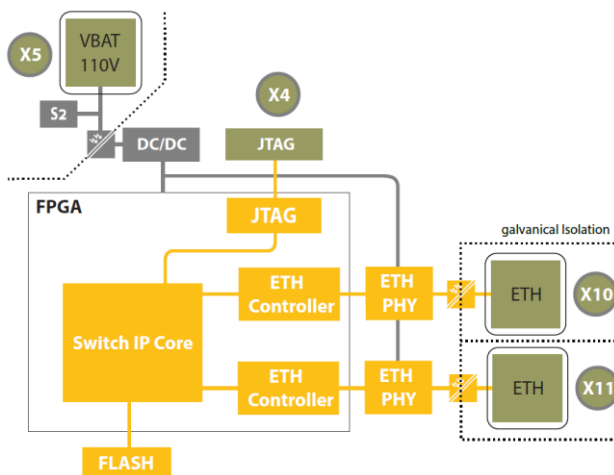 X5
VBAT
110V
X4
S2
DC/DC
JTAG
FPGA
JTAG
galvanical Isolation
ETH
Controller
ETH
PHY
ETH
X10
Switch IP Core
ETH
Controller
ETH
PHY
ETH
X11
FLASH